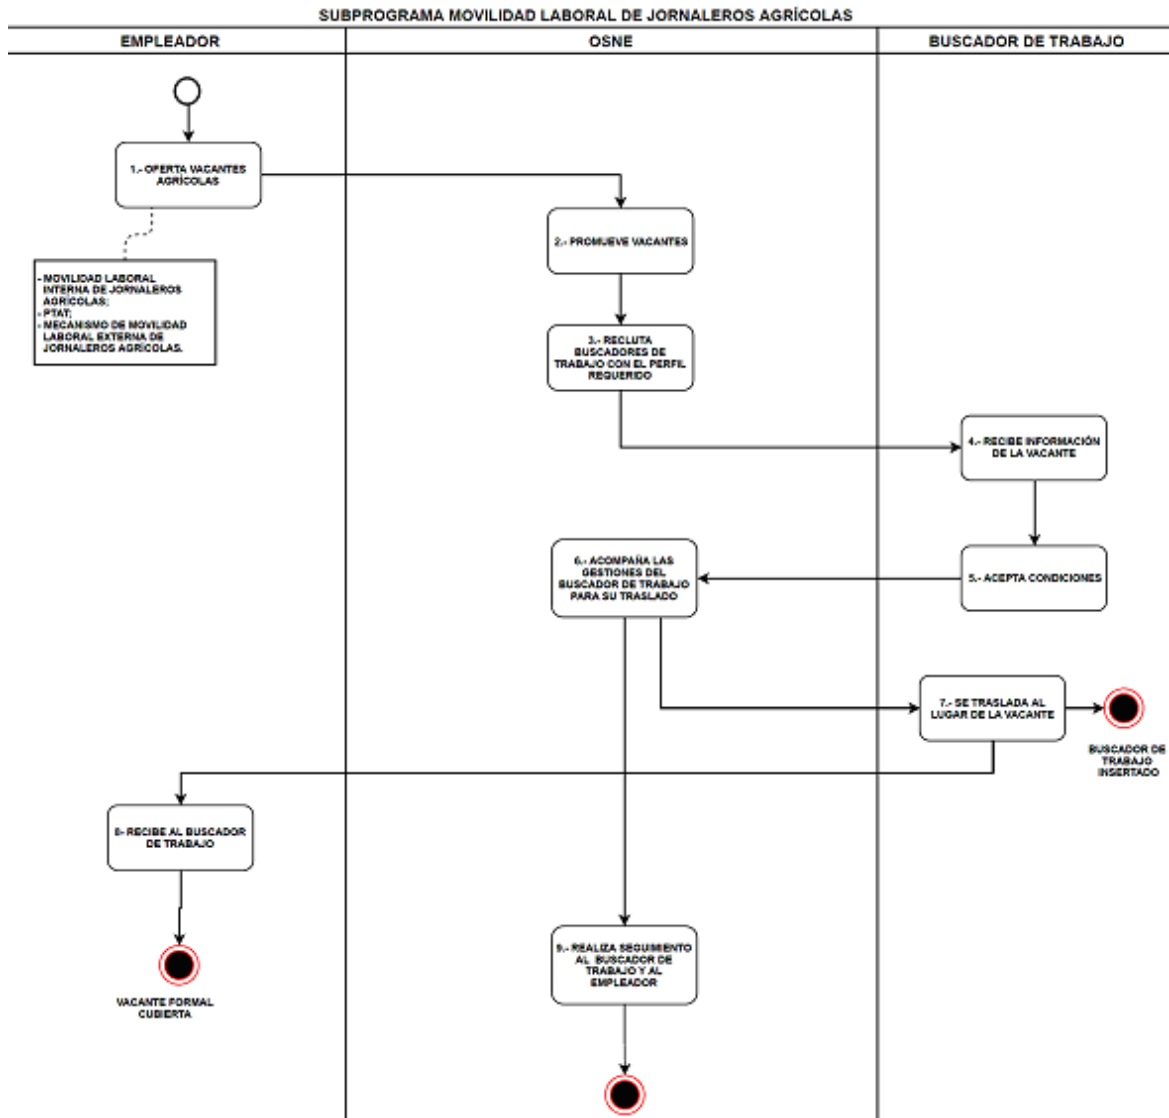 SUBPROGRAMA MOVILIDAD LABORAL DE JORNALEROS AGRÍCOLAS
EMPLEADOR
OSNE
BUSCADOR DE TRABAJO
1.- OFERTA VACANTES
AGRÍCOLAS
2.- PROMUEVE VACANTES
- MOVILIDAD LABORAL
INTERNA DE JORNALEROS
AGRÍCOLAS;
- PTAT;
- MECANISMO DE MOVILIDAD
LABORAL EXTERNA DE
JORNALEROS AGRÍCOLAS.
3.- RECLUTA
BUSCADORES DE
TRABAJO CON EL PERFIL
REQUERIDO
4.- RECIBE INFORMACIÓN
DE LA VACANTE
5.- ACEPTA CONDICIONES
6.- ACOMPAÑA LAS
GESTIONES DEL
BUSCADOR DE TRABAJO
PARA SU TRASLADO
7.- SE TRASLADA AL
LUGAR DE LA VACANTE
BUSCADOR DE
TRABAJO
INSERTADO
8- RECIBE AL BUSCADOR
DE TRABAJO
9.- REALIZA SEGUIMIENTO
AL BUSCADOR DE
TRABAJO Y AL
EMPLEADOR
VACANTE FORMAL
CUBIERTA